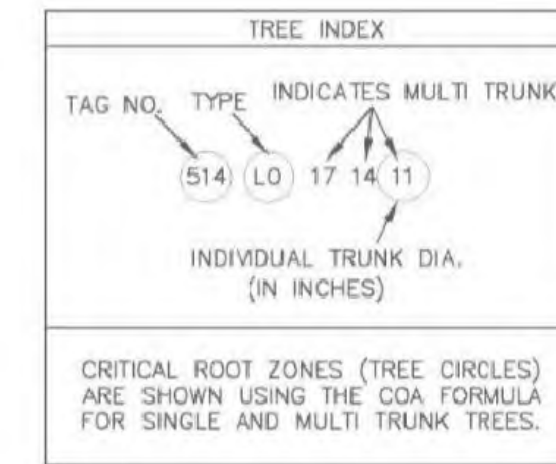 TREE INDEX
TAG NO. TYPE INDICATES MULTI TRUNK
514 LO 17 14 11
INDIVIDUAL TRUNK DIA.
(IN INCHES)
CRITICAL ROOT ZONES (TREE CIRCLES)
ARE SHOWN USING THE COA FORMULA
FOR SINGLE AND MULTI TRUNK TREES.